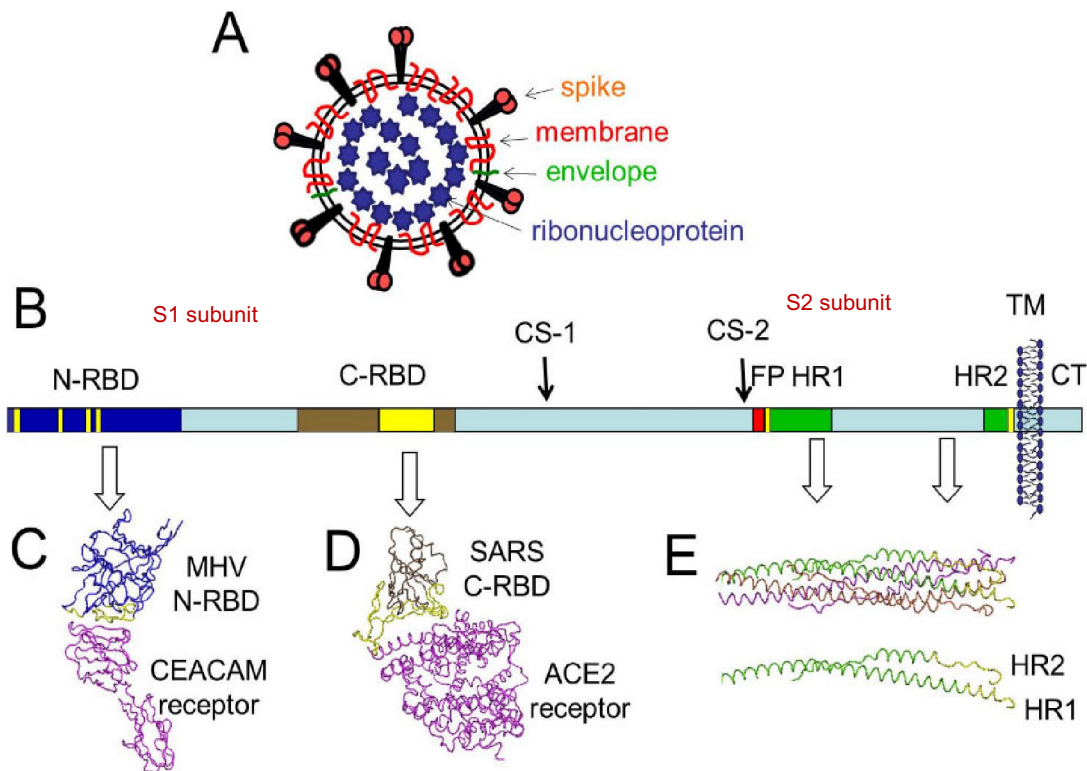 A
spike
membrane
envelope
ribonucleoprotein
B
S1 subunit
S2 subunit
TM
CS-1
CS-2
N-RBD
C-RBD
FP HR1
HR2
CT
C
MHV
N-RBD
CEACAM
receptor
D
SARS
C-RBD
ACE2
receptor
E
HR2
HR1